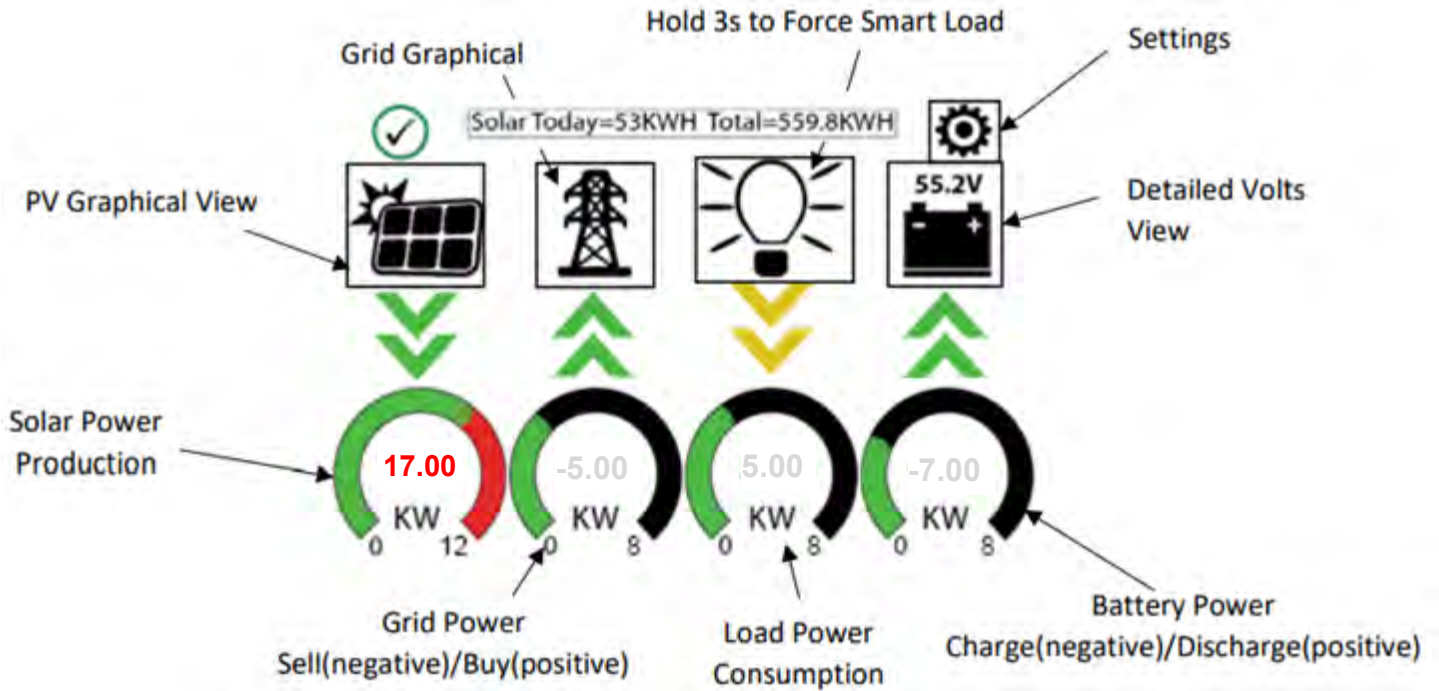 Hold 3s to Force Smart Load
Grid Graphical
Settings
Solar Today=53KWH Total=559.8KWH
PV Graphical View
55.2V
- +
Detailed Volts
View
Solar Power
Production
17.00
-5.00
5.00
-7.00
KW
KW
KW
KW
0 12
0 8
0 8
0 8
Grid Power
Sell(negative)/Buy(positive)
Load Power
Consumption
Battery Power
Charge(negative)/Discharge(positive)